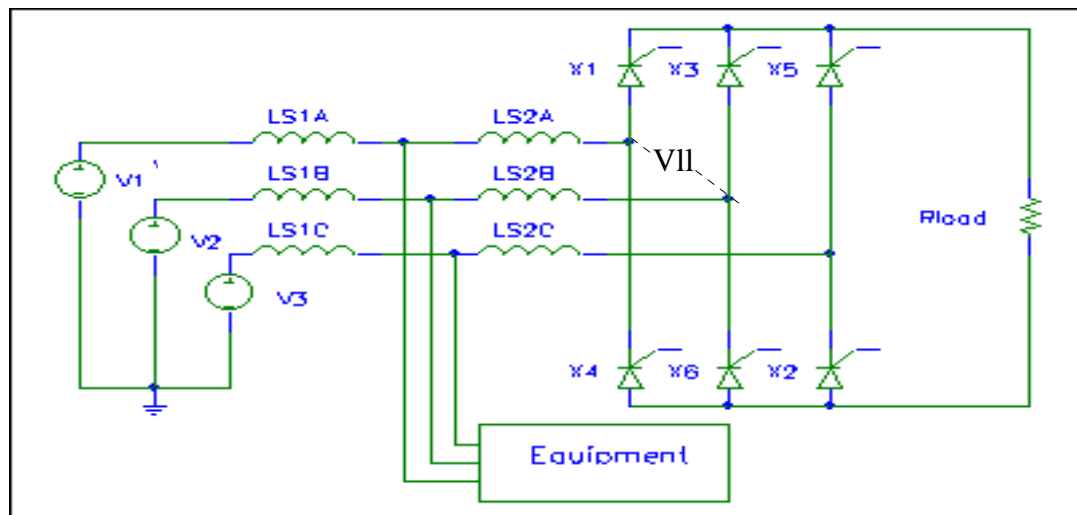 X1 X3 X5
LS1A LS2A
V1 ' LS1B LS2B Vll
V2 LS1C LS2C Rload
V3
X4 X6 X2
Equipment